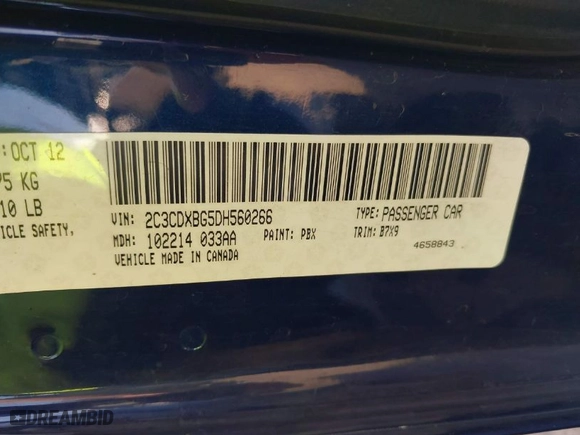 : OCT 12
75 KG
10 LB
ICLE SAFETY,
VIN: 2C3CDXBG5DH560266
TYPE: PASSENGER CAR
MDH: 102214 033AA
PAINT: PBX
TRIM: B7X9
VEHICLE MADE IN CANADA
4658843
DREAMBID